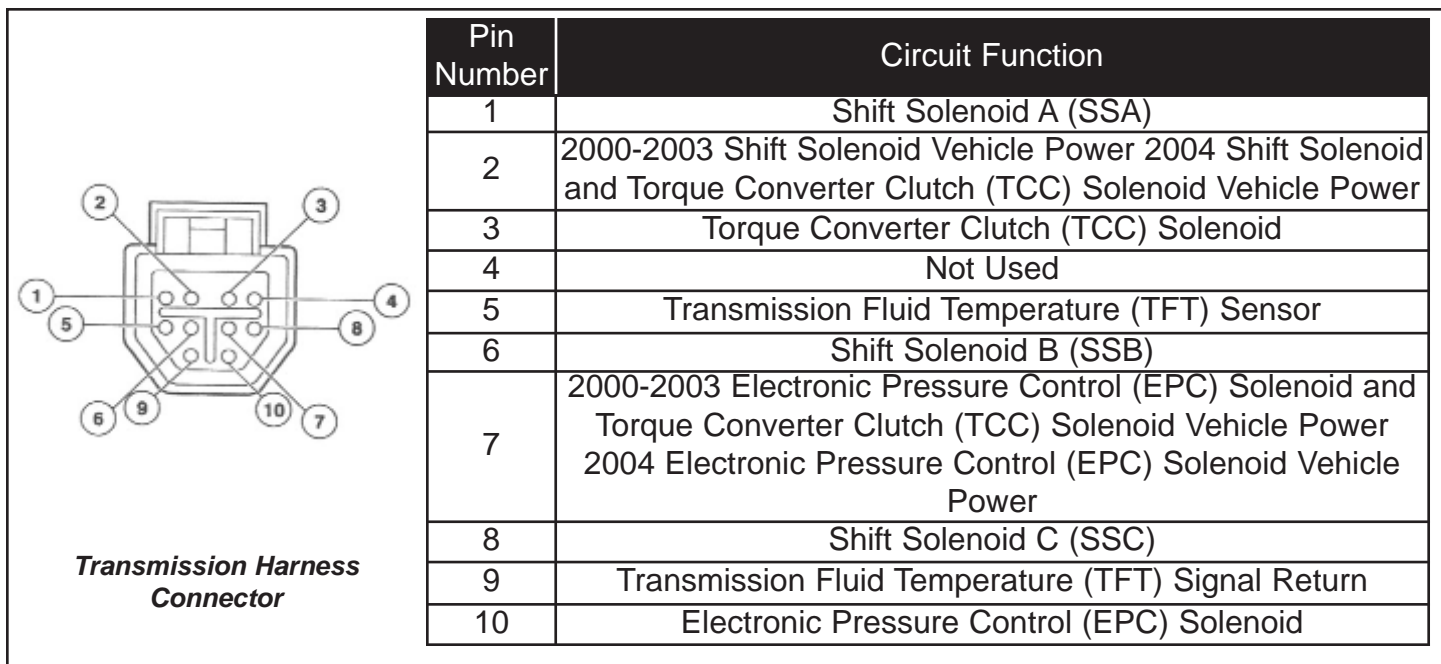 Pin
Number
Circuit Function
1
Shift Solenoid A (SSA)
2
2000-2003 Shift Solenoid Vehicle Power 2004 Shift Solenoid
and Torque Converter Clutch (TCC) Solenoid Vehicle Power
3
Torque Converter Clutch (TCC) Solenoid
4
Not Used
5
Transmission Fluid Temperature (TFT) Sensor
6
Shift Solenoid B (SSB)
7
2000-2003 Electronic Pressure Control (EPC) Solenoid and
Torque Converter Clutch (TCC) Solenoid Vehicle Power
2004 Electronic Pressure Control (EPC) Solenoid Vehicle
Power
8
Shift Solenoid C (SSC)
9
Transmission Fluid Temperature (TFT) Signal Return
10
Electronic Pressure Control (EPC) Solenoid
2
3
1
4
5
8
6
9
10
7
Transmission Harness
Connector